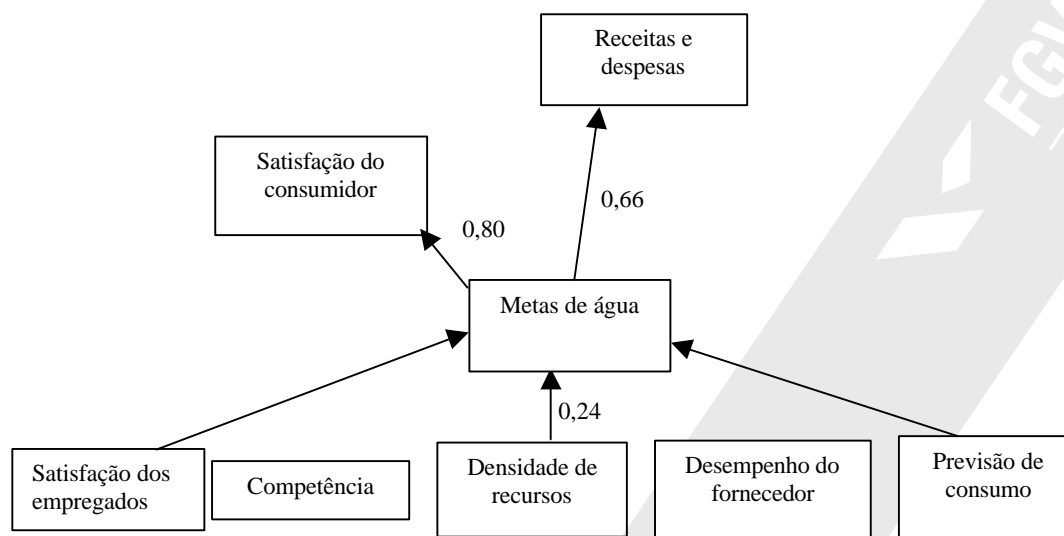 Receitas e
despesas
Satisfação do
consumidor
0,66
0,80
Metas de água
0,24
Satisfação dos
empregados
Competência
Densidade de
recursos
Desempenho do
fornecedor
Previsão de
consumo